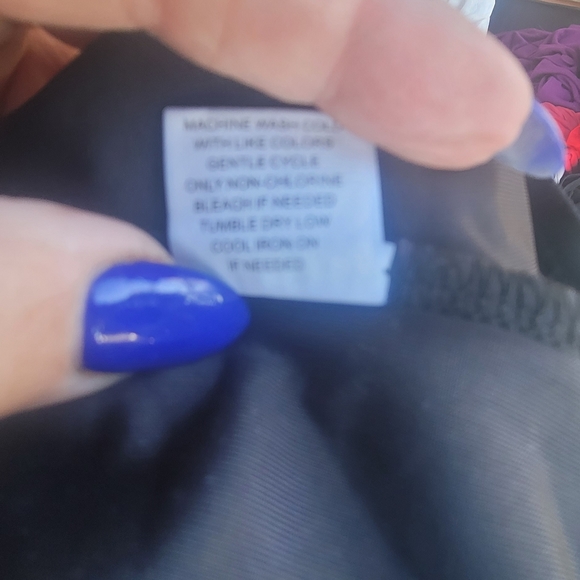 MACHINE WASH COLD
WITH LIKE COLORS
GENTLE CYCLE
ONLY NON-CHLORINE
BLEACH IF NEEDED
TUMBLE DRY LOW
COOL IRON ON
IF NEEDED